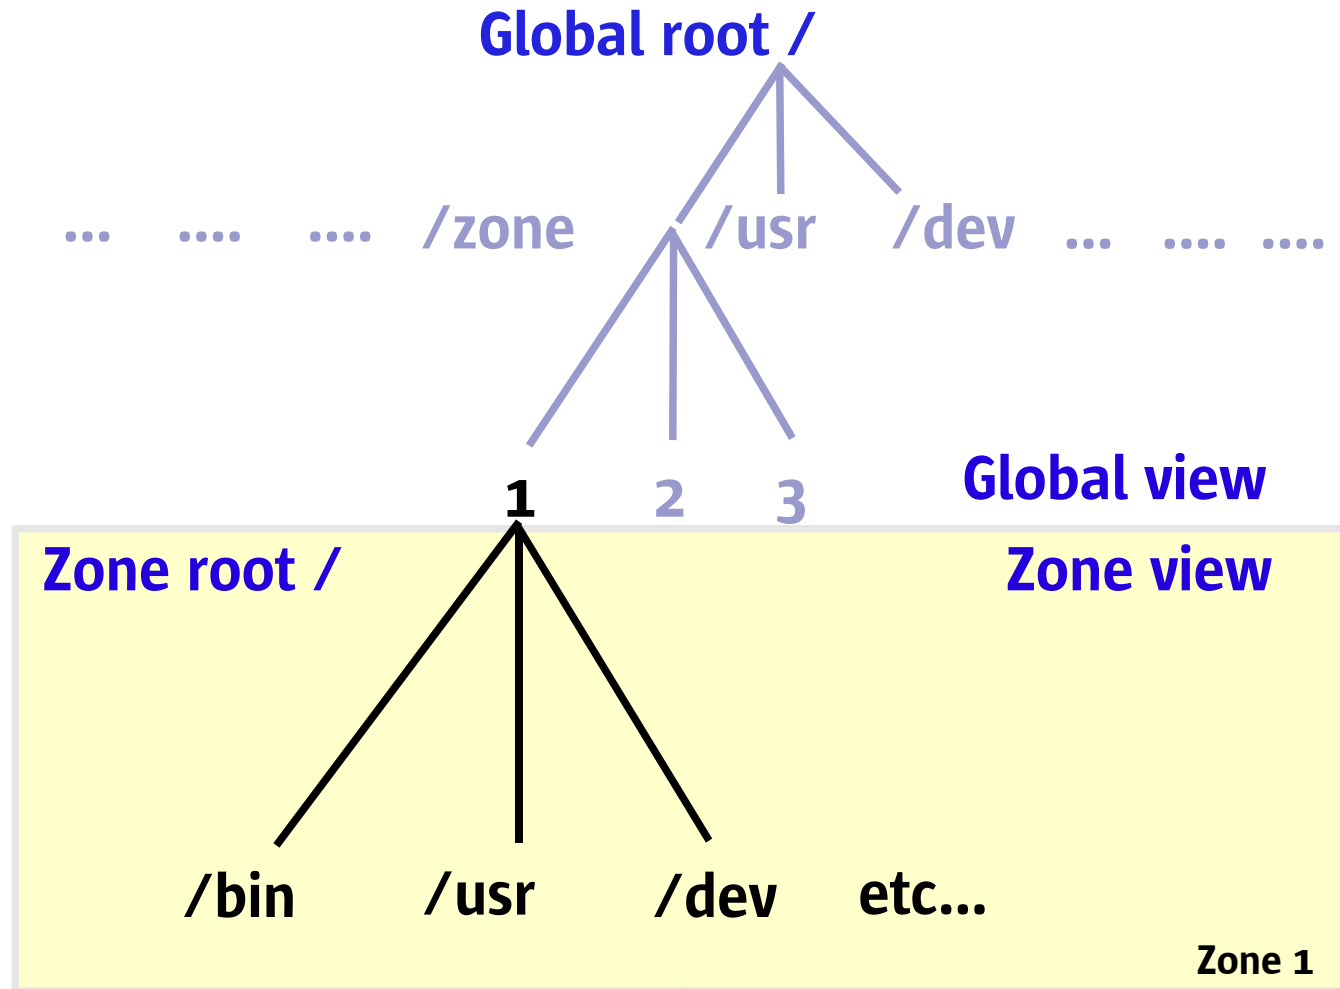 Global root /
... .... .... /zone /usr /dev ... .... ....
1 2 3
Global view
Zone root /
Zone view
/bin /usr /dev etc...
Zone 1